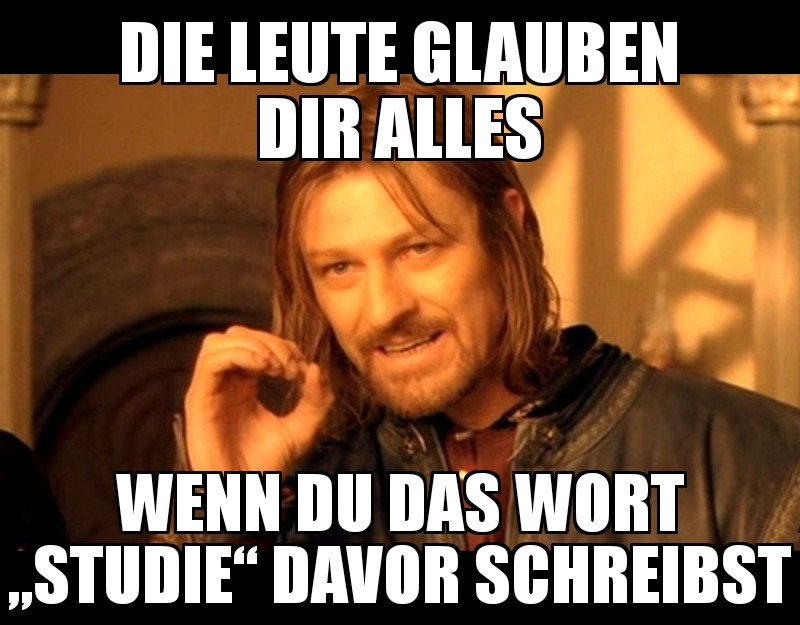 DIE LEUTE GLAUBEN
DIR ALLES
WENN DU DAS WORT
„STUDIE“ DAVOR SCHREIBST